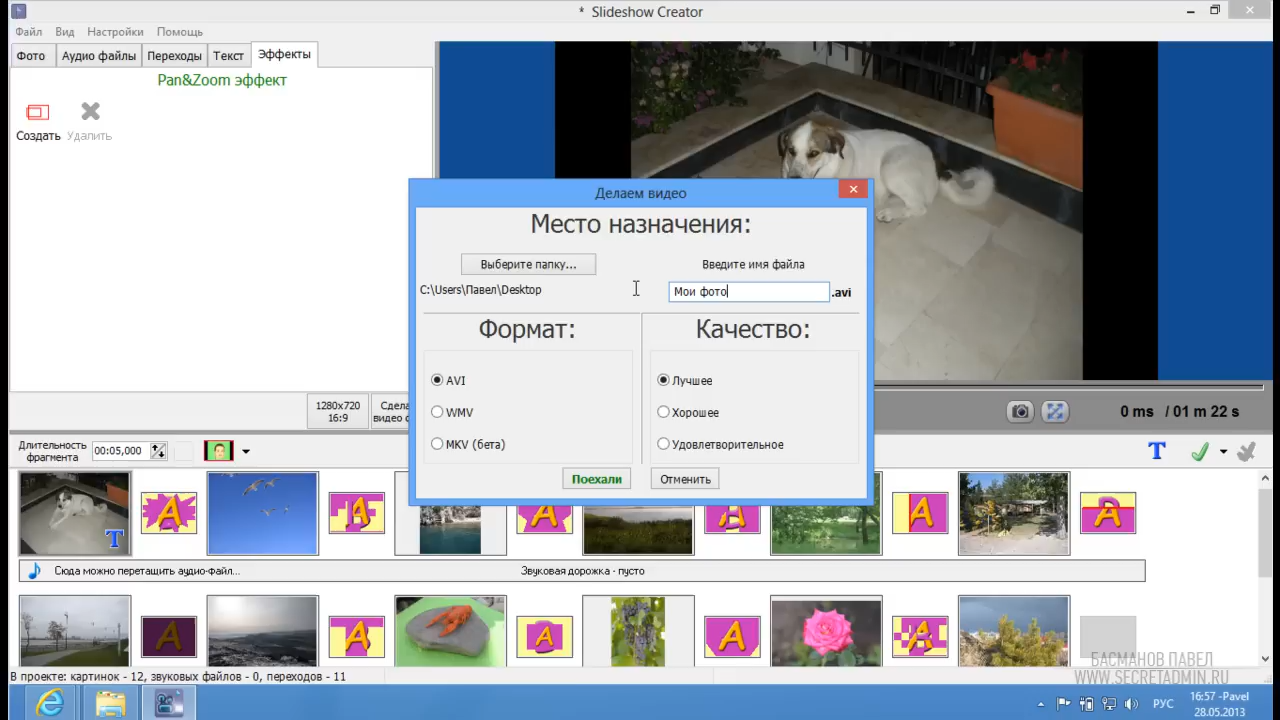 * Slideshow Creator
Файл Вид Настройки Помощь
Фото Аудио файлы Переходы Текст Эффекты
Pan&Zoom эффект
Создать Удалить
Делаем видео
Место назначения:
Выберите папку... Введите имя файла
C:\Users\Павел\Desktop Мои фото .avi
Формат: Качество:
AVI Лучшее
WMV Хорошее
MKV (бета) Удовлетворительное
Поехали Отменить
1280x720
16:9
Сдела
видео с
0 ms / 01 m 22 s
Длительность
фрагмента
00:05,000
T
A A A A A A
T
Сюда можно перетащить аудио-файл... Звуковая дорожка - пусто
A A A A A
В проекте: картинок - 12, звуковых файлов - 0, переходов - 11
БАСМАНОВ ПАВЕЛ
WWW.SECRETADMIN.RU
РУС
16:57 -Pavel
28.05.2013